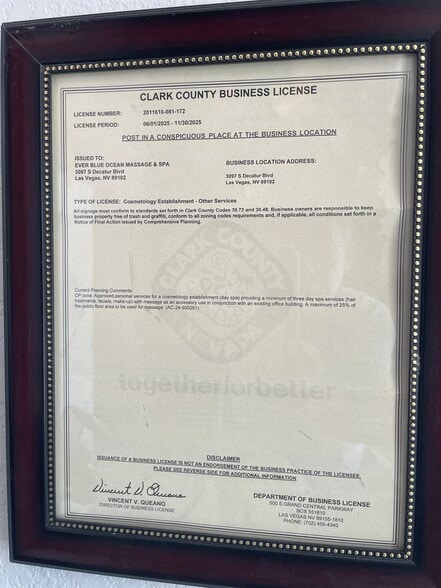 CLARK COUNTY BUSINESS LICENSE
LICENSE NUMBER: 2011610-081-172
LICENSE PERIOD: 06/01/2025 - 11/30/2025
POST IN A CONSPICUOUS PLACE AT THE BUSINESS LOCATION
ISSUED TO:
EVER BLUE OCEAN MASSAGE & SPA
3097 S Decatur Blvd
Las Vegas, NV 89102
BUSINESS LOCATION ADDRESS:
3097 S Decatur Blvd
Las Vegas, NV 89102
TYPE OF LICENSE: Cosmetology Establishment - Other Services
All signage must conform to standards set forth in Clark County Codes 30.72 and 30.48. Business owners are responsible to keep
business property free of trash and graffiti, conform to all zoning codes requirements and, if applicable, all conditions set forth in a
Notice of Final Action issued by Comprehensive Planning.
Current Planning Comments:
CP zone. Approved personal services for a cosmetology establishment (day spa) providing a minimum of three day spa services (hair
treatments, facials, make-up) with massage as an accessory use in conjunction with an existing office building. A maximum of 25% of
the public floor area to be used for massage. (AC-24-900261)
togetherforbetter
DISCLAIMER
ISSUANCE OF A BUSINESS LICENSE IS NOT AN ENDORSEMENT OF THE BUSINESS PRACTICE OF THE LICENSEE.
PLEASE SEE REVERSE SIDE FOR ADDITIONAL INFORMATION
VINCENT V. QUEANO
DIRECTOR OF BUSINESS LICENSE
DEPARTMENT OF BUSINESS LICENSE
500 S GRAND CENTRAL PARKWAY
BOX 551810
LAS VEGAS NV 89155-1810
PHONE: (702) 455-4340